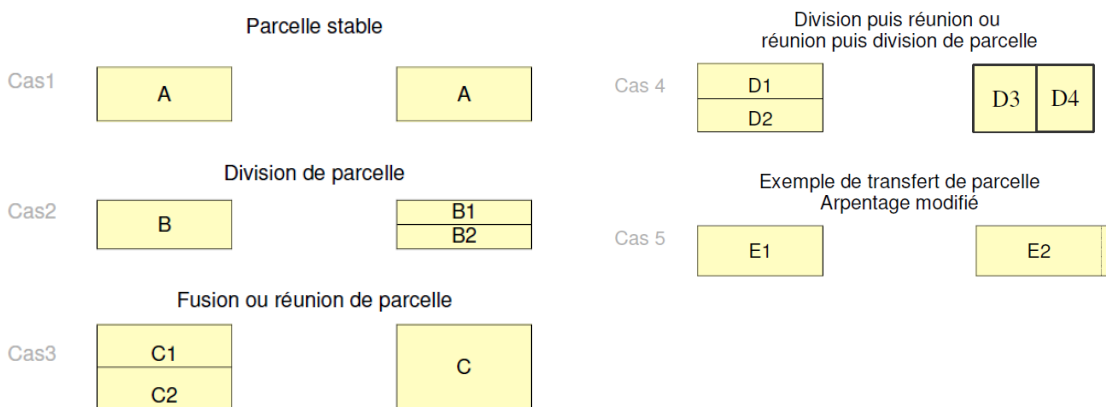 Parcelle stable
Cas1
A
A
Division de parcelle
Cas2
B
B1
B2
Fusion ou réunion de parcelle
Cas3
C1
C2
C
Division puis réunion ou
réunion puis division de parcelle
Cas 4
D1
D2
D3
D4
Exemple de transfert de parcelle
Arpentage modifié
Cas 5
E1
E2